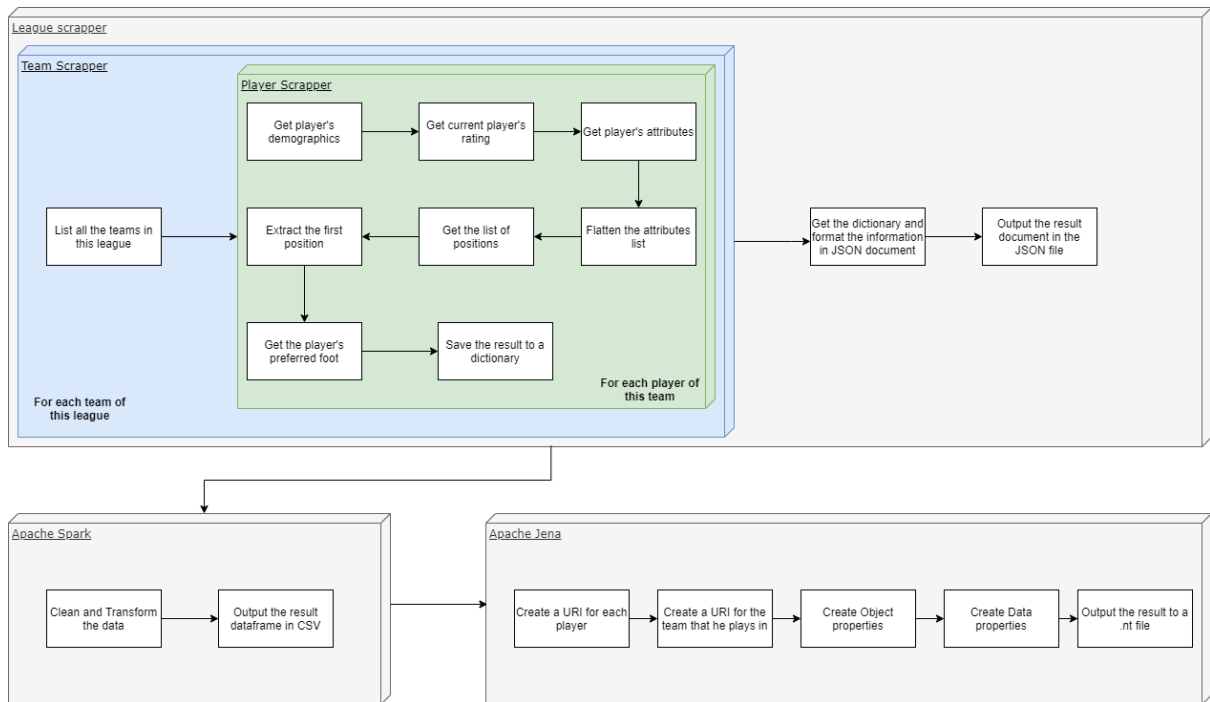 League scrapper
Team Scrapper
Player Scrapper
Get player's
demographics
Get current player's
rating
Get player's attributes
List all the teams in
this league
Extract the first
position
Get the list of
positions
Flatten the attributes
list
Get the dictionary and
format the information
in JSON document
Output the result
document in the
JSON file
Get the player's
preferred foot
Save the result to a
dictionary
For each player of
this team
For each team of
this league
Apache Spark
Clean and Transform
the data
Output the result
dataframe in CSV
Apache Jena
Create a URI for each
player
Create a URI for the
team that he plays in
Create Object
properties
Create Data
properties
Output the result to a
.nt file